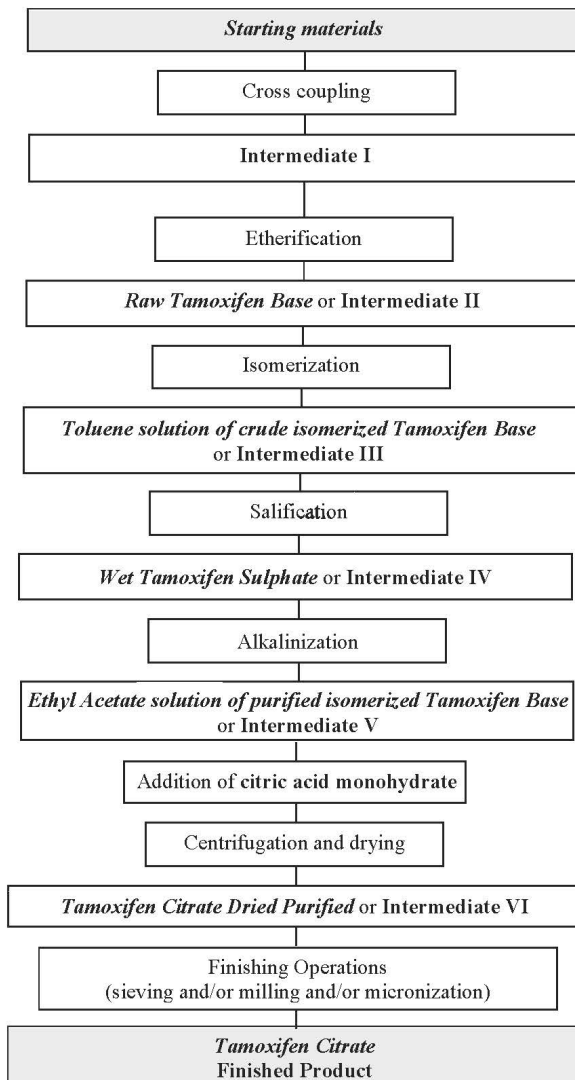 Starting materials
Cross coupling
Intermediate I
Etherification
Raw Tamoxifen Base or Intermediate II
Isomerization
Toluene solution of crude isomerized Tamoxifen Base
or Intermediate III
Salification
Wet Tamoxifen Sulphate or Intermediate IV
Alkalinization
Ethyl Acetate solution of purified isomerized Tamoxifen Base
or Intermediate V
Addition of citric acid monohydrate
Centrifugation and drying
Tamoxifen Citrate Dried Purified or Intermediate VI
Finishing Operations
(sieving and/or milling and/or micronization)
Tamoxifen Citrate
Finished Product